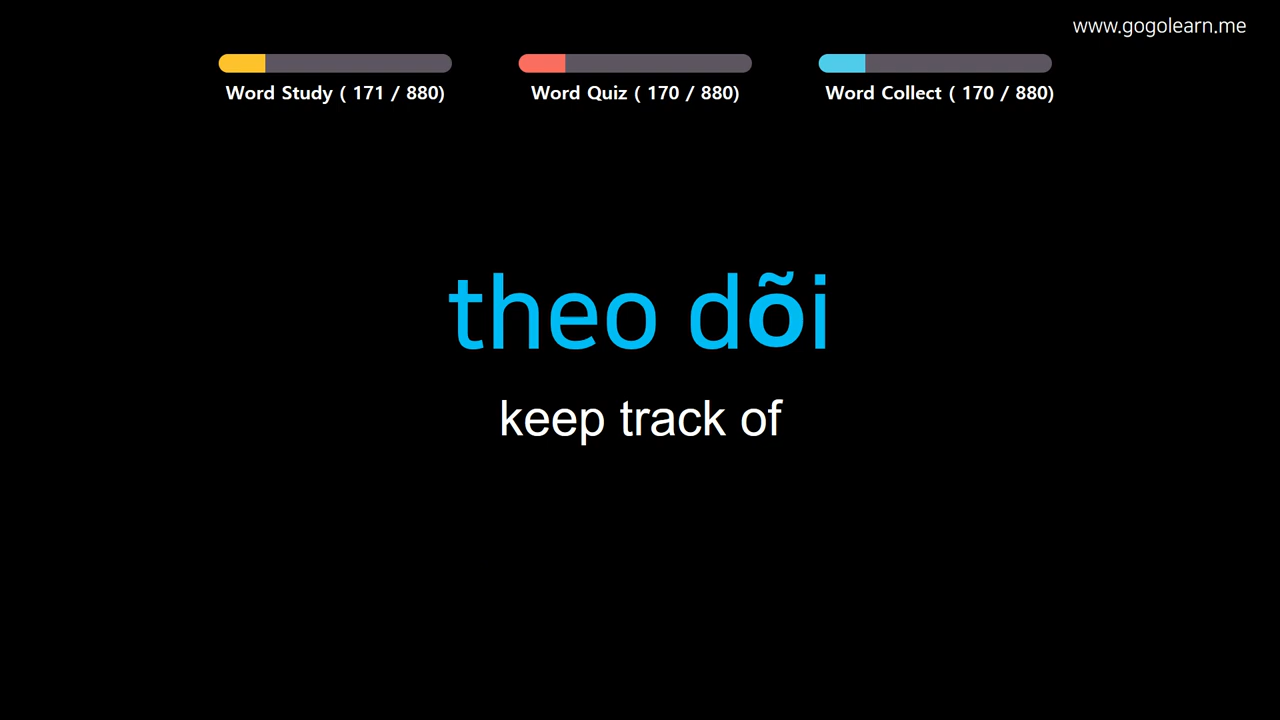 www.gogolearn.me
Word Study ( 171 / 880)
Word Quiz ( 170 / 880)
Word Collect ( 170 / 880)
theo dõi
keep track of